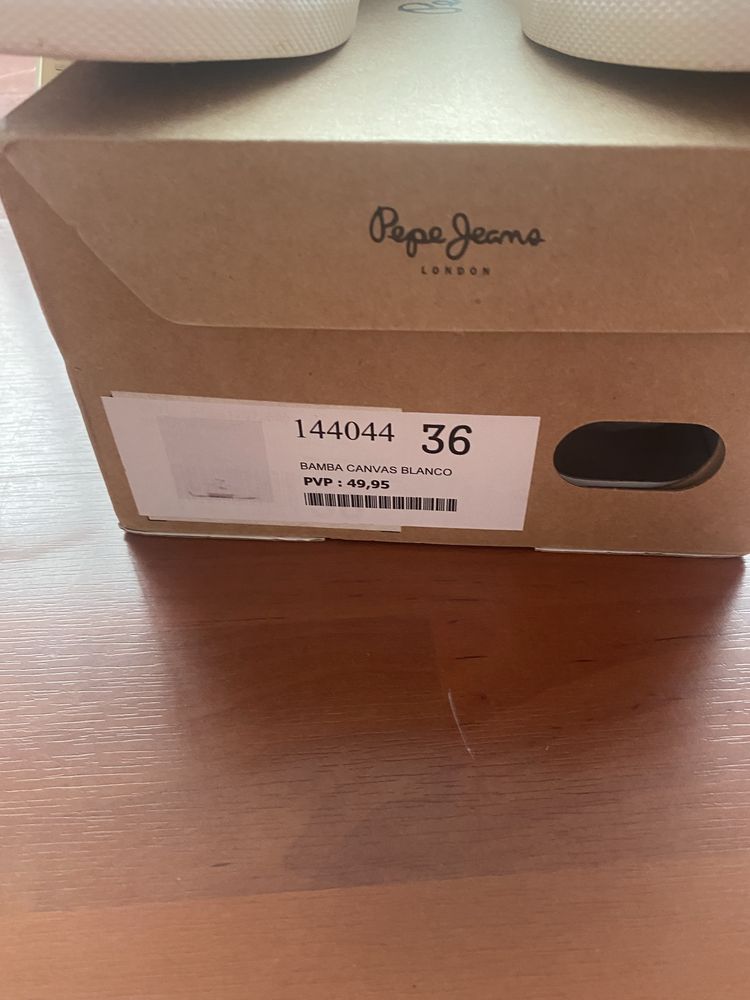 Pepe Jeans
LONDON
144044 36
BAMBA CANVAS BLANCO
PVP : 49,95